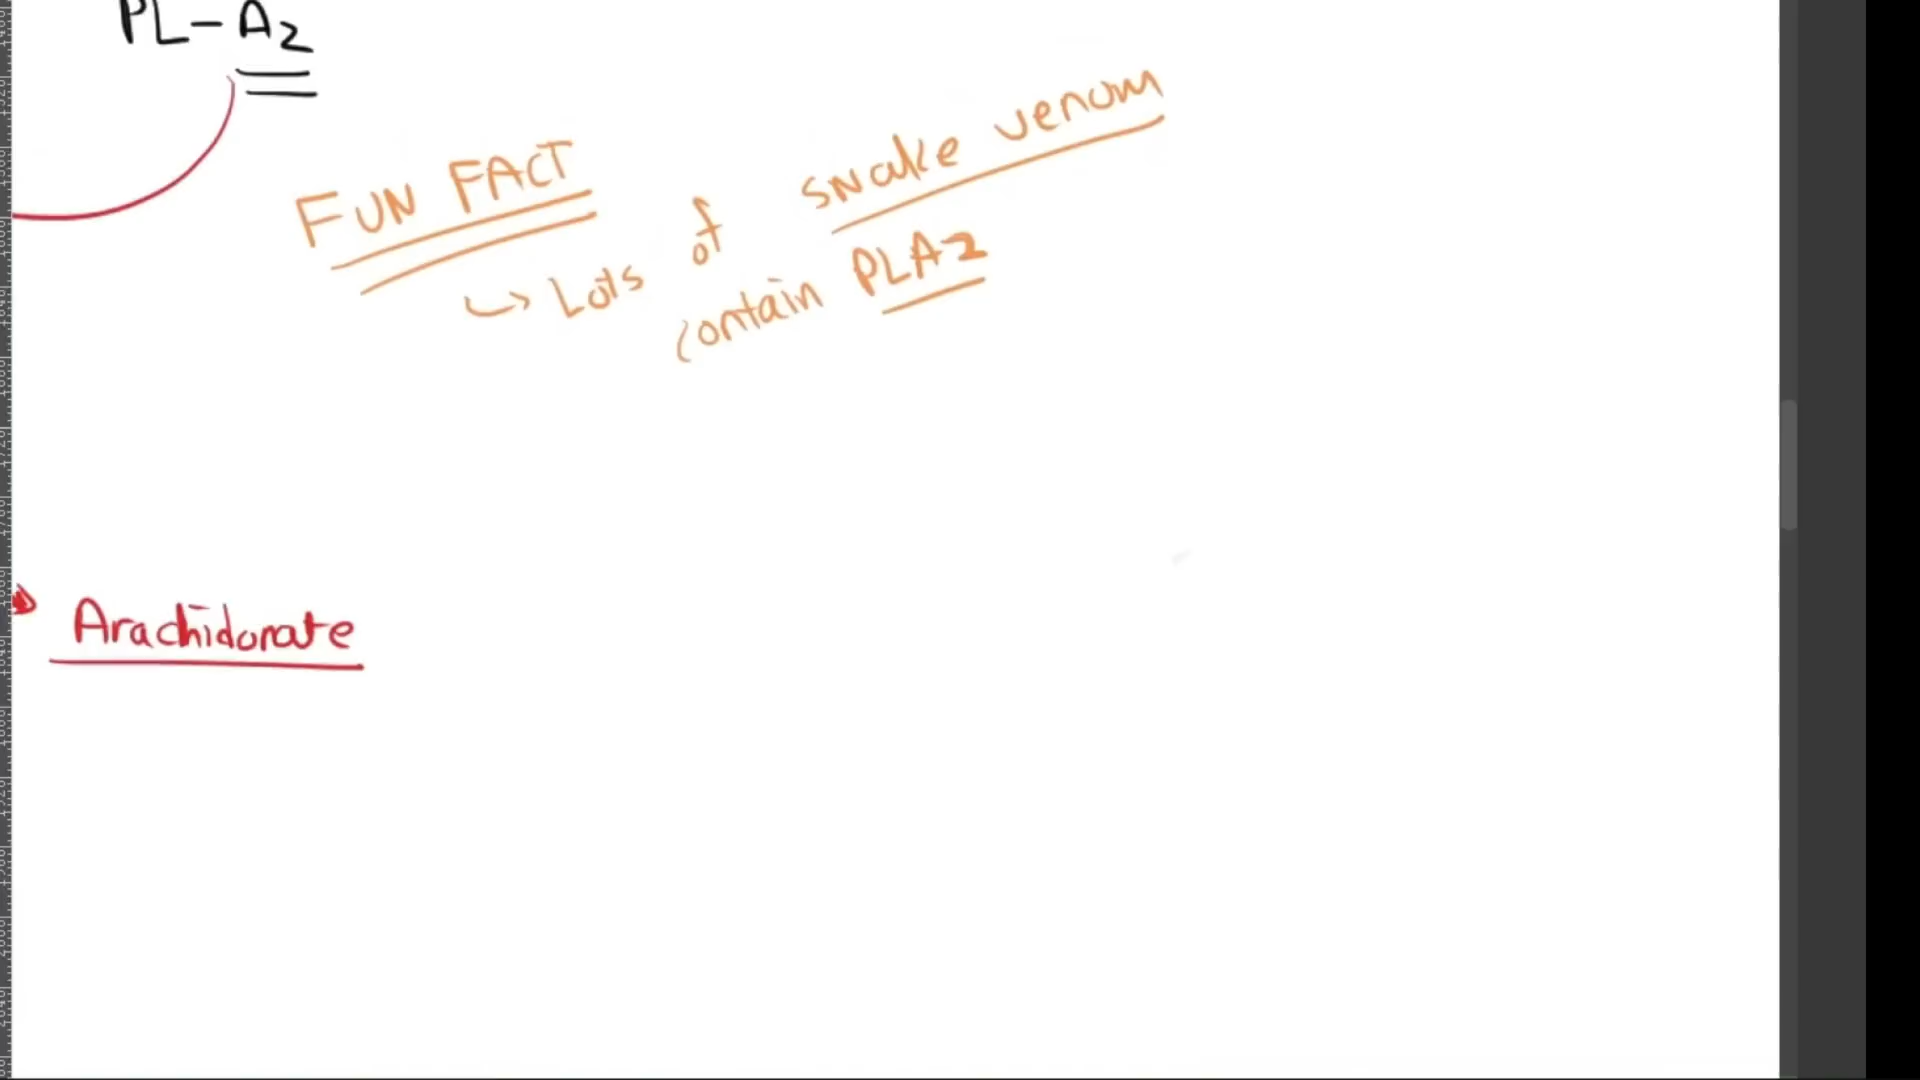 PL-A2
FUN FACT
↳ Lots of snake venom
contain PLA2
Arachidonate